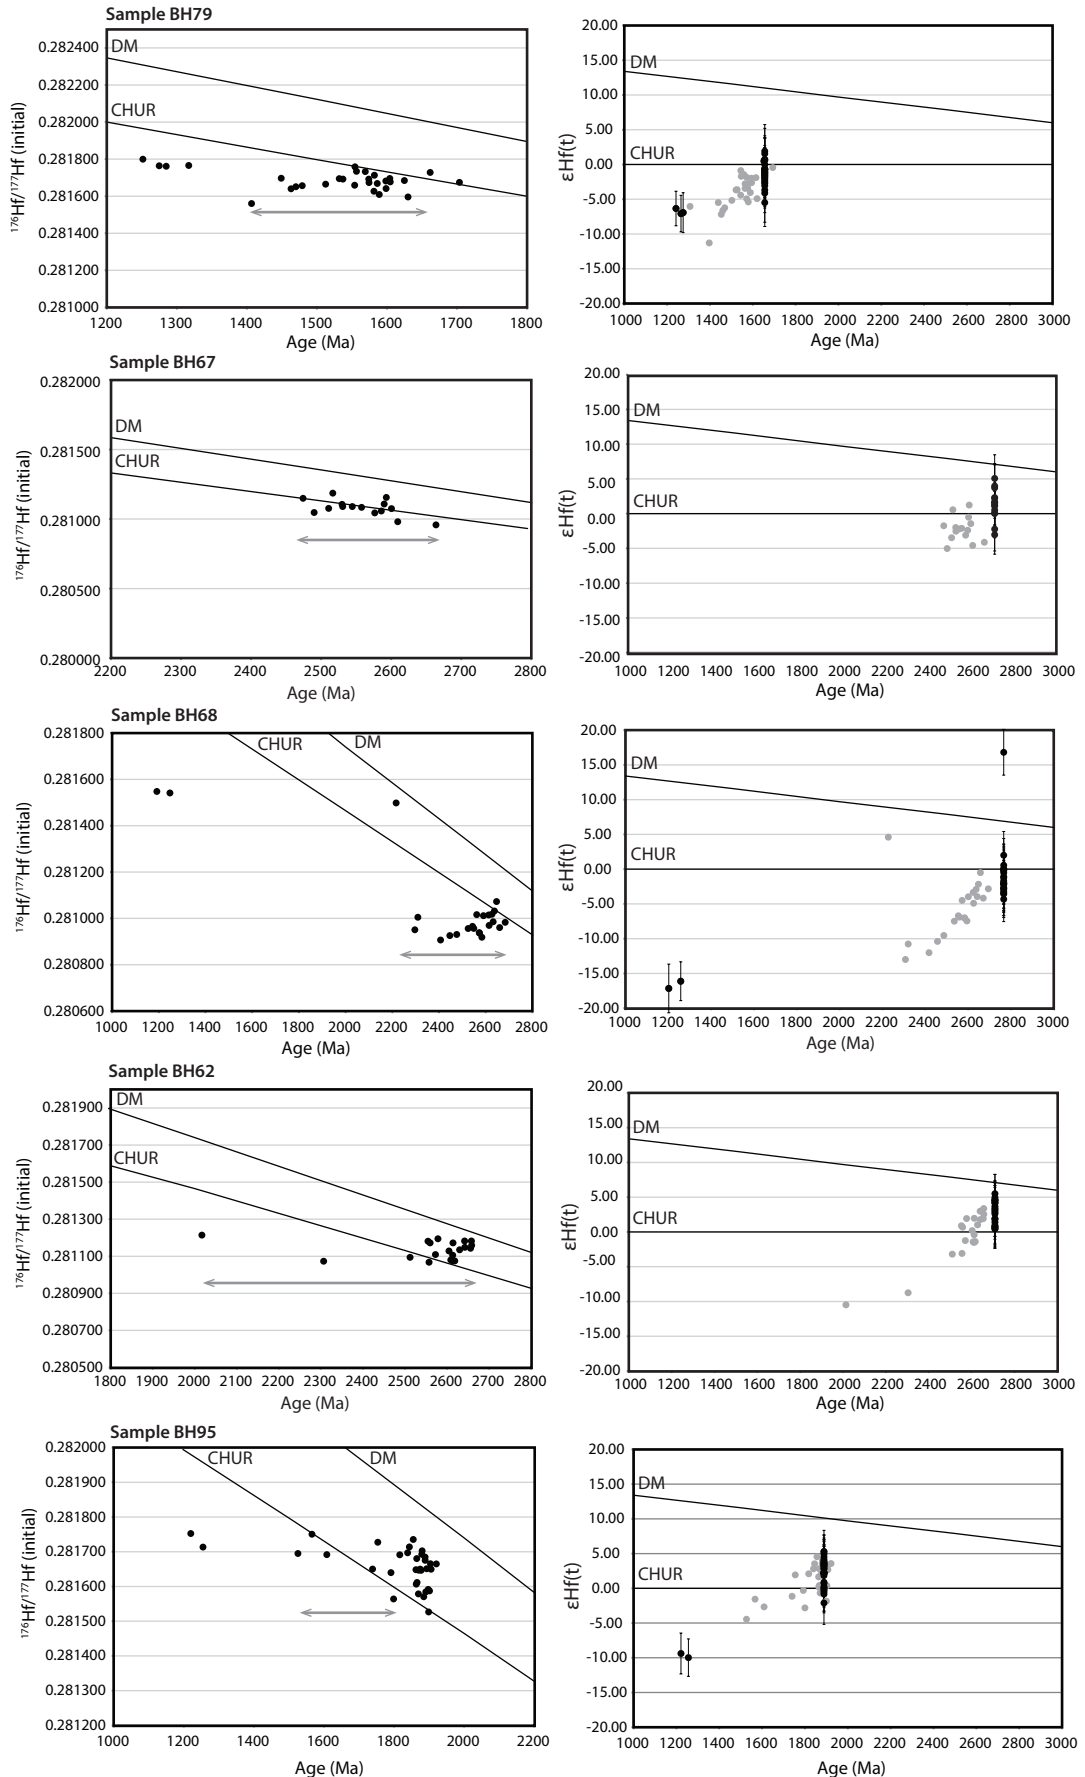 Sample BH79
0.282400
0.282200
0.282000
0.281800
0.281600
0.281400
0.281200
0.281000
176Hf/177Hf (initial)
DM
CHUR
1200 1300 1400 1500 1600 1700 1800
Age (Ma)
20.00
15.00
10.00
5.00
0.00
-5.00
-10.00
-15.00
-20.00
εHf(t)
DM
CHUR
1000 1200 1400 1600 1800 2000 2200 2400 2600 2800 3000
Age (Ma)
Sample BH67
0.282000
0.281500
0.281000
0.280500
0.280000
176Hf/177Hf (initial)
DM
CHUR
2200 2300 2400 2500 2600 2700 2800
Age (Ma)
20.00
15.00
10.00
5.00
0.00
-5.00
-10.00
-15.00
-20.00
εHf(t)
DM
CHUR
1000 1200 1400 1600 1800 2000 2200 2400 2600 2800 3000
Age (Ma)
Sample BH68
0.281800
0.281600
0.281400
0.281200
0.281000
0.280800
0.280600
176Hf/177Hf (initial)
CHUR
DM
1000 1200 1400 1600 1800 2000 2200 2400 2600 2800
Age (Ma)
20.00
15.00
10.00
5.00
0.00
-5.00
-10.00
-15.00
-20.00
εHf(t)
DM
CHUR
1000 1200 1400 1600 1800 2000 2200 2400 2600 2800 3000
Age (Ma)
Sample BH62
0.281900
0.281700
0.281500
0.281300
0.281100
0.280900
0.280700
0.280500
176Hf/177Hf (initial)
DM
CHUR
1800 1900 2000 2100 2200 2300 2400 2500 2600 2700 2800
Age (Ma)
20.00
15.00
10.00
5.00
0.00
-5.00
-10.00
-15.00
-20.00
εHf(t)
DM
CHUR
1000 1200 1400 1600 1800 2000 2200 2400 2600 2800 3000
Age (Ma)
Sample BH95
0.282000
0.281900
0.281800
0.281700
0.281600
0.281500
0.281400
0.281300
0.281200
176Hf/177Hf (initial)
CHUR
DM
1000 1200 1400 1600 1800 2000 2200
Age (Ma)
20.00
15.00
10.00
5.00
0.00
-5.00
-10.00
-15.00
-20.00
εHf(t)
DM
CHUR
1000 1200 1400 1600 1800 2000 2200 2400 2600 2800 3000
Age (Ma)